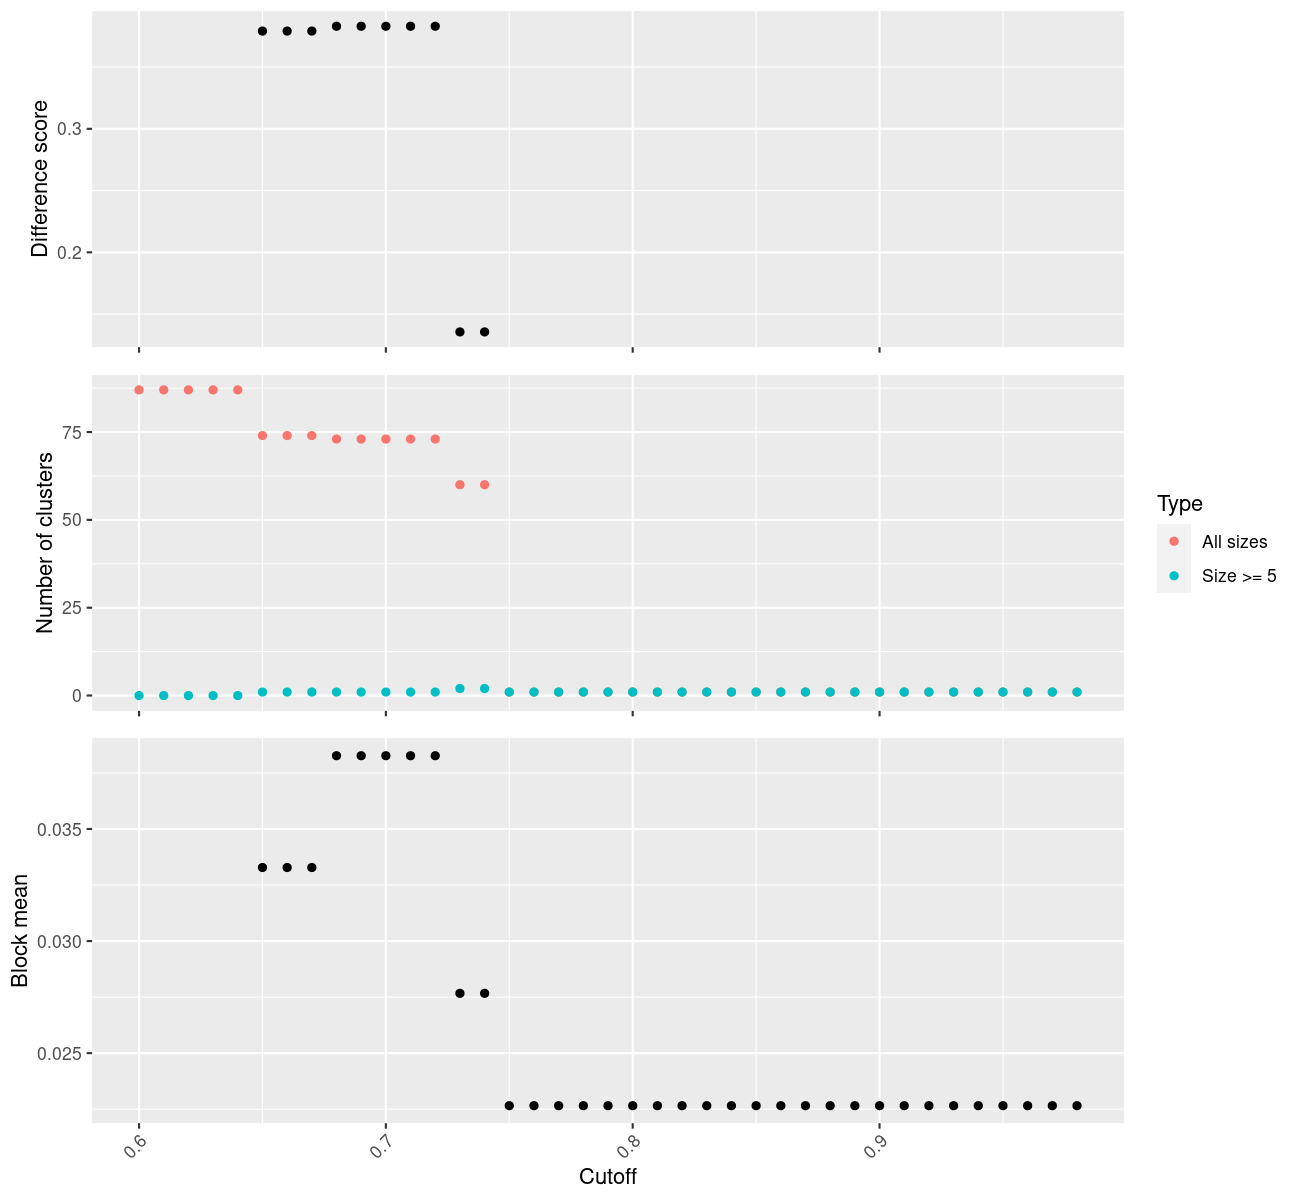 Difference score
0.3
0.2
Number of clusters
75
50
25
0
Type
All sizes
Size >= 5
Block mean
0.035
0.030
0.025
0.6
0.7
0.8
0.9
Cutoff